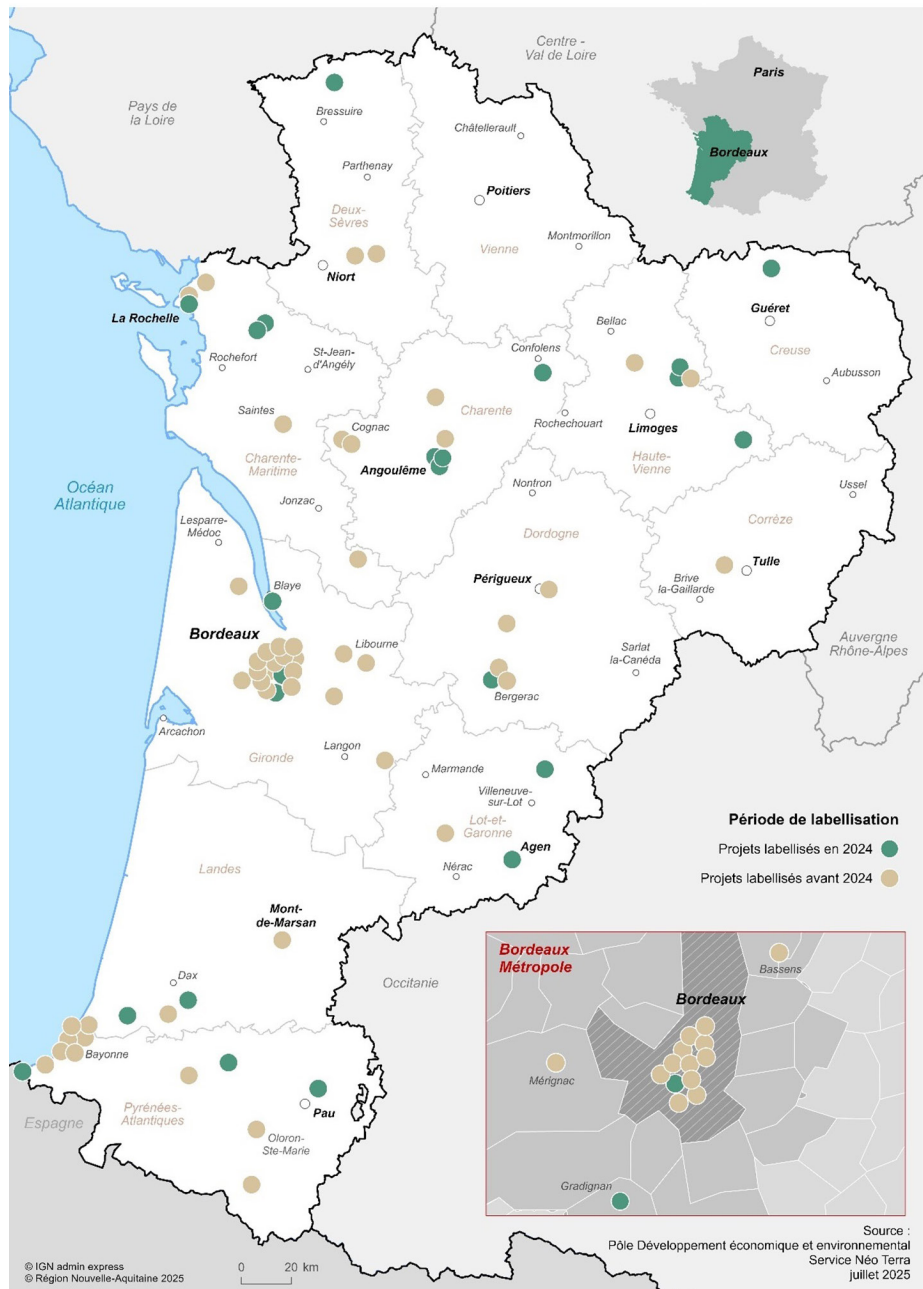 Centre -
Val de Loire
Paris
Pays de
la Loire
Bressuire
Châtellerault
Bordeaux
Parthenay
Poitiers
Deux-
Sèvres
Vienne
Montmorillon
Niort
La Rochelle
Guéret
Bellac
Creuse
Rochefort
St-Jean-
d'Angély
Confolens
Aubusson
Charente
Saintes
Cognac
Rochechouart
Limoges
Charente-
Maritime
Angoulême
Haute-
Vienne
Océan
Atlantique
Jonzac
Nontron
Ussel
Lesparre-
Médoc
Dordogne
Corrèze
Blaye
Périgueux
Tulle
Brive
la-Gaillarde
Bordeaux
Libourne
Sarlat
la-Canéda
Auvergne
Rhône-Alpes
Bergerac
Arcachon
Gironde
Langon
Marmande
Villeneuve-
sur-Lot
Lot-et-
Garonne
Période de labellisation
Projets labellisés en 2024
Projets labellisés avant 2024
Agen
Nérac
Landes
Mont-
de-Marsan
Dax
Occitanie
Bordeaux
Métropole
Bassens
Bordeaux
Mérignac
Gradignan
Bayonne
Pyrénées-
Atlantiques
Pau
Espagne
Oloron-
Ste-Marie
Source :
Pôle Développement économique et environnemental
Service Néo Terra
juillet 2025
© IGN admin express
© Région Nouvelle-Aquitaine 2025
0 20 km